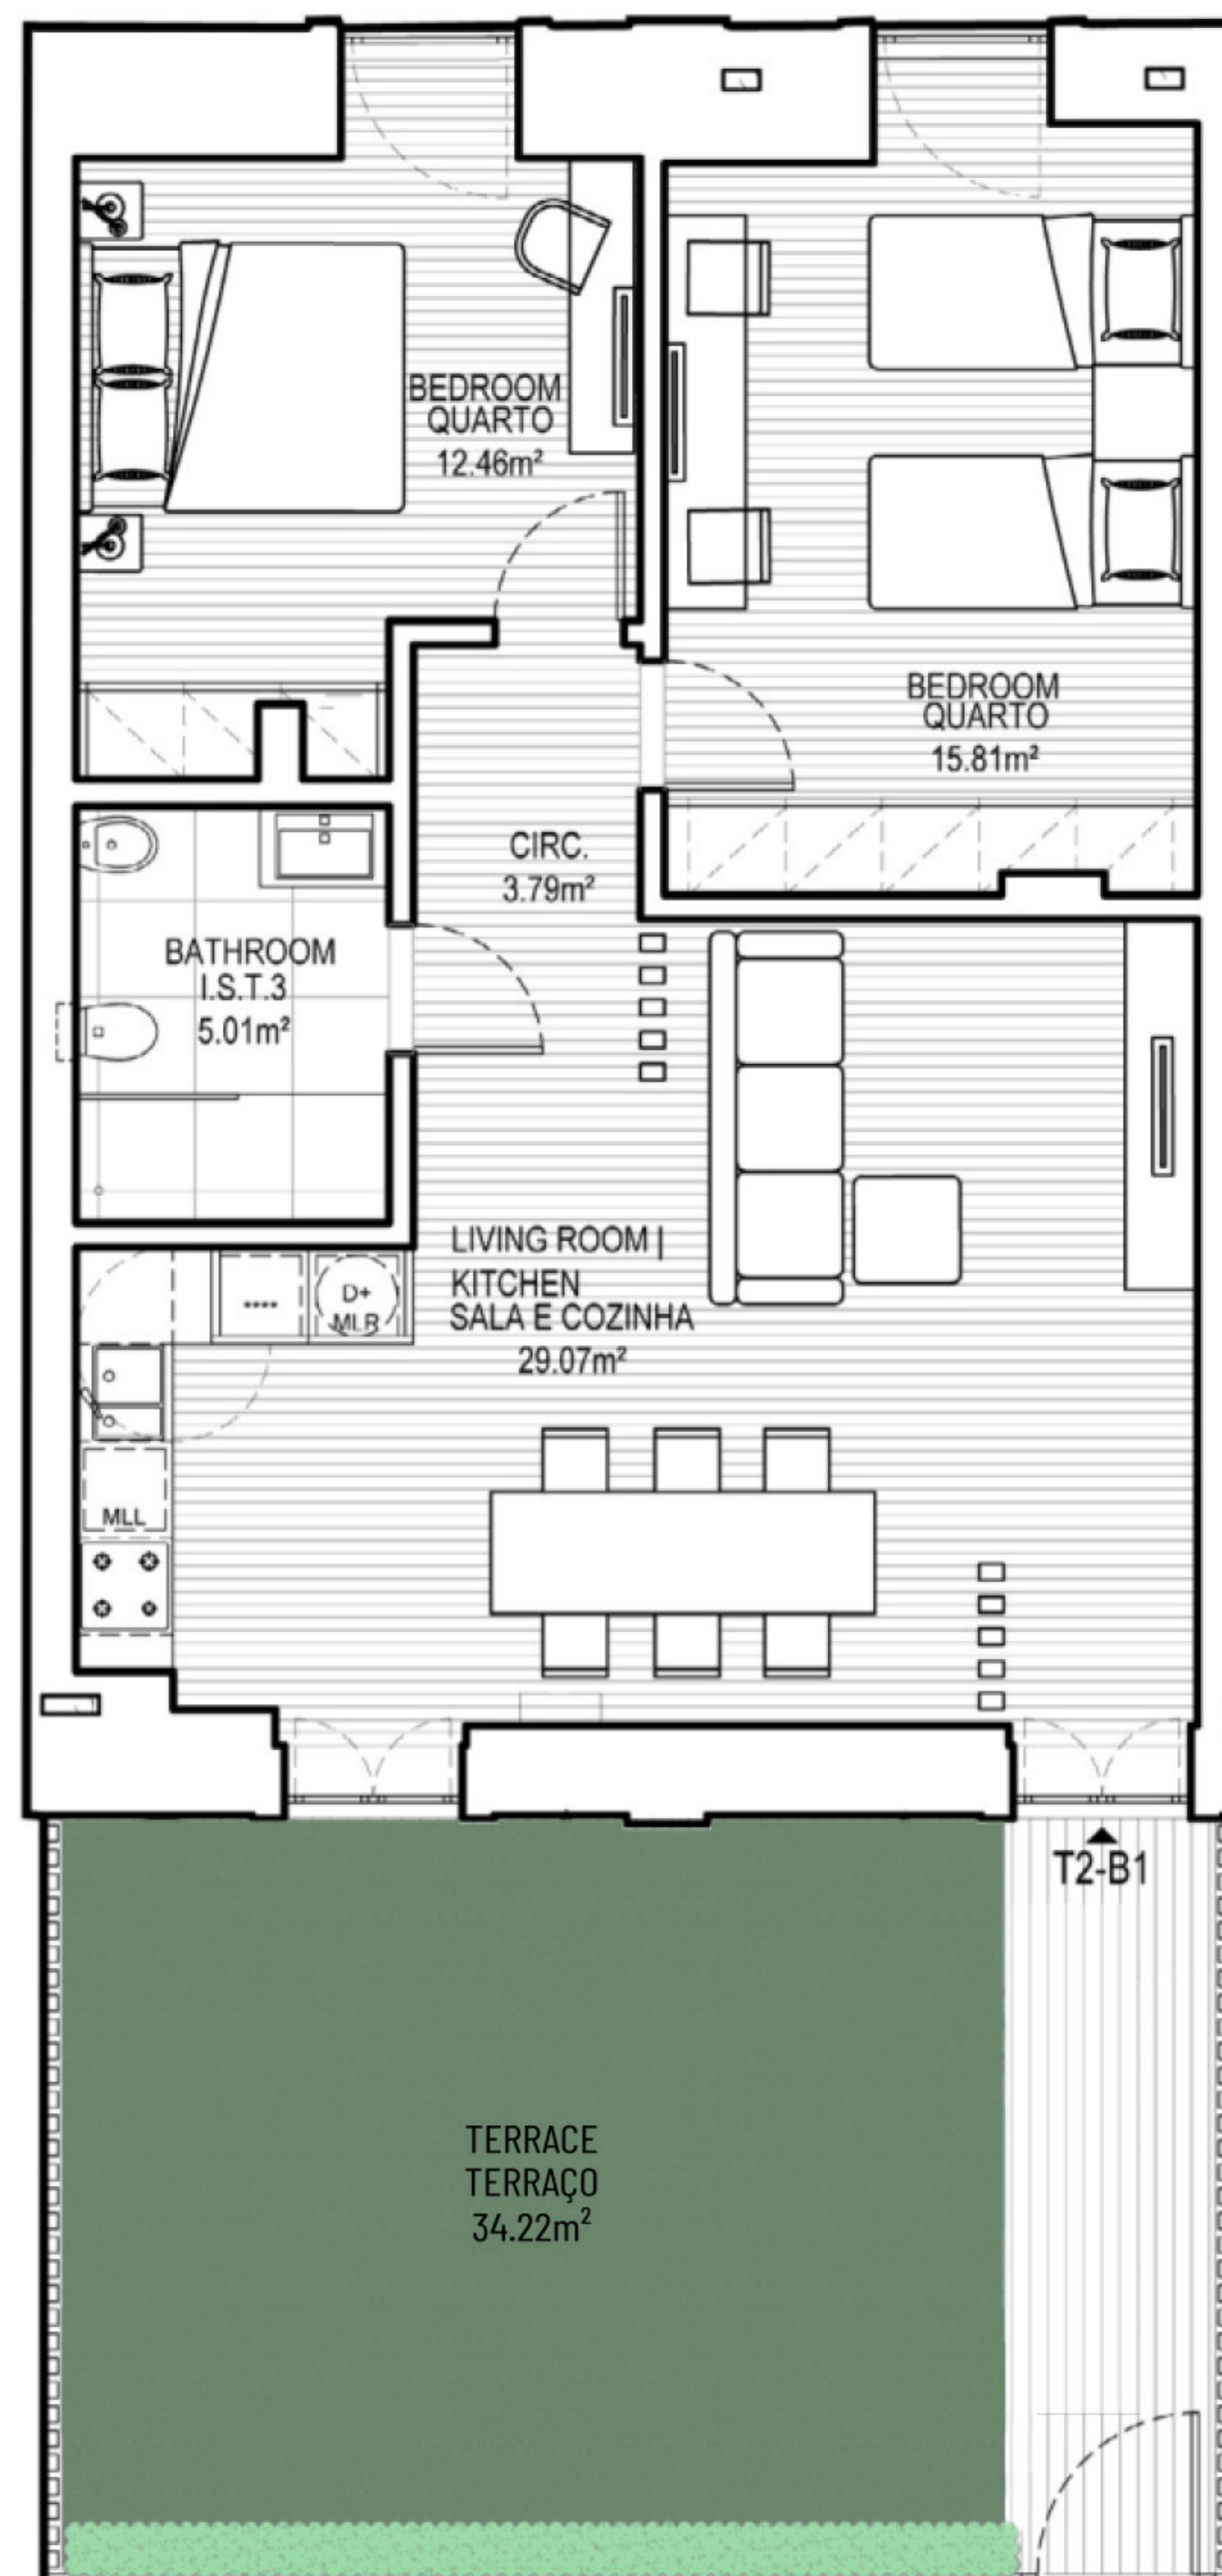 BEDROOM
QUARTO
12.46m²
BEDROOM
QUARTO
15.81m²
CIRC.
3.79m²
BATHROOM
I.S.T.3
5.01m²
LIVING ROOM |
KITCHEN
SALA E COZINHA
29.07m²
****
D+
MLR
MLL
T2-B1
TERRACE
TERRAÇO
34.22m²